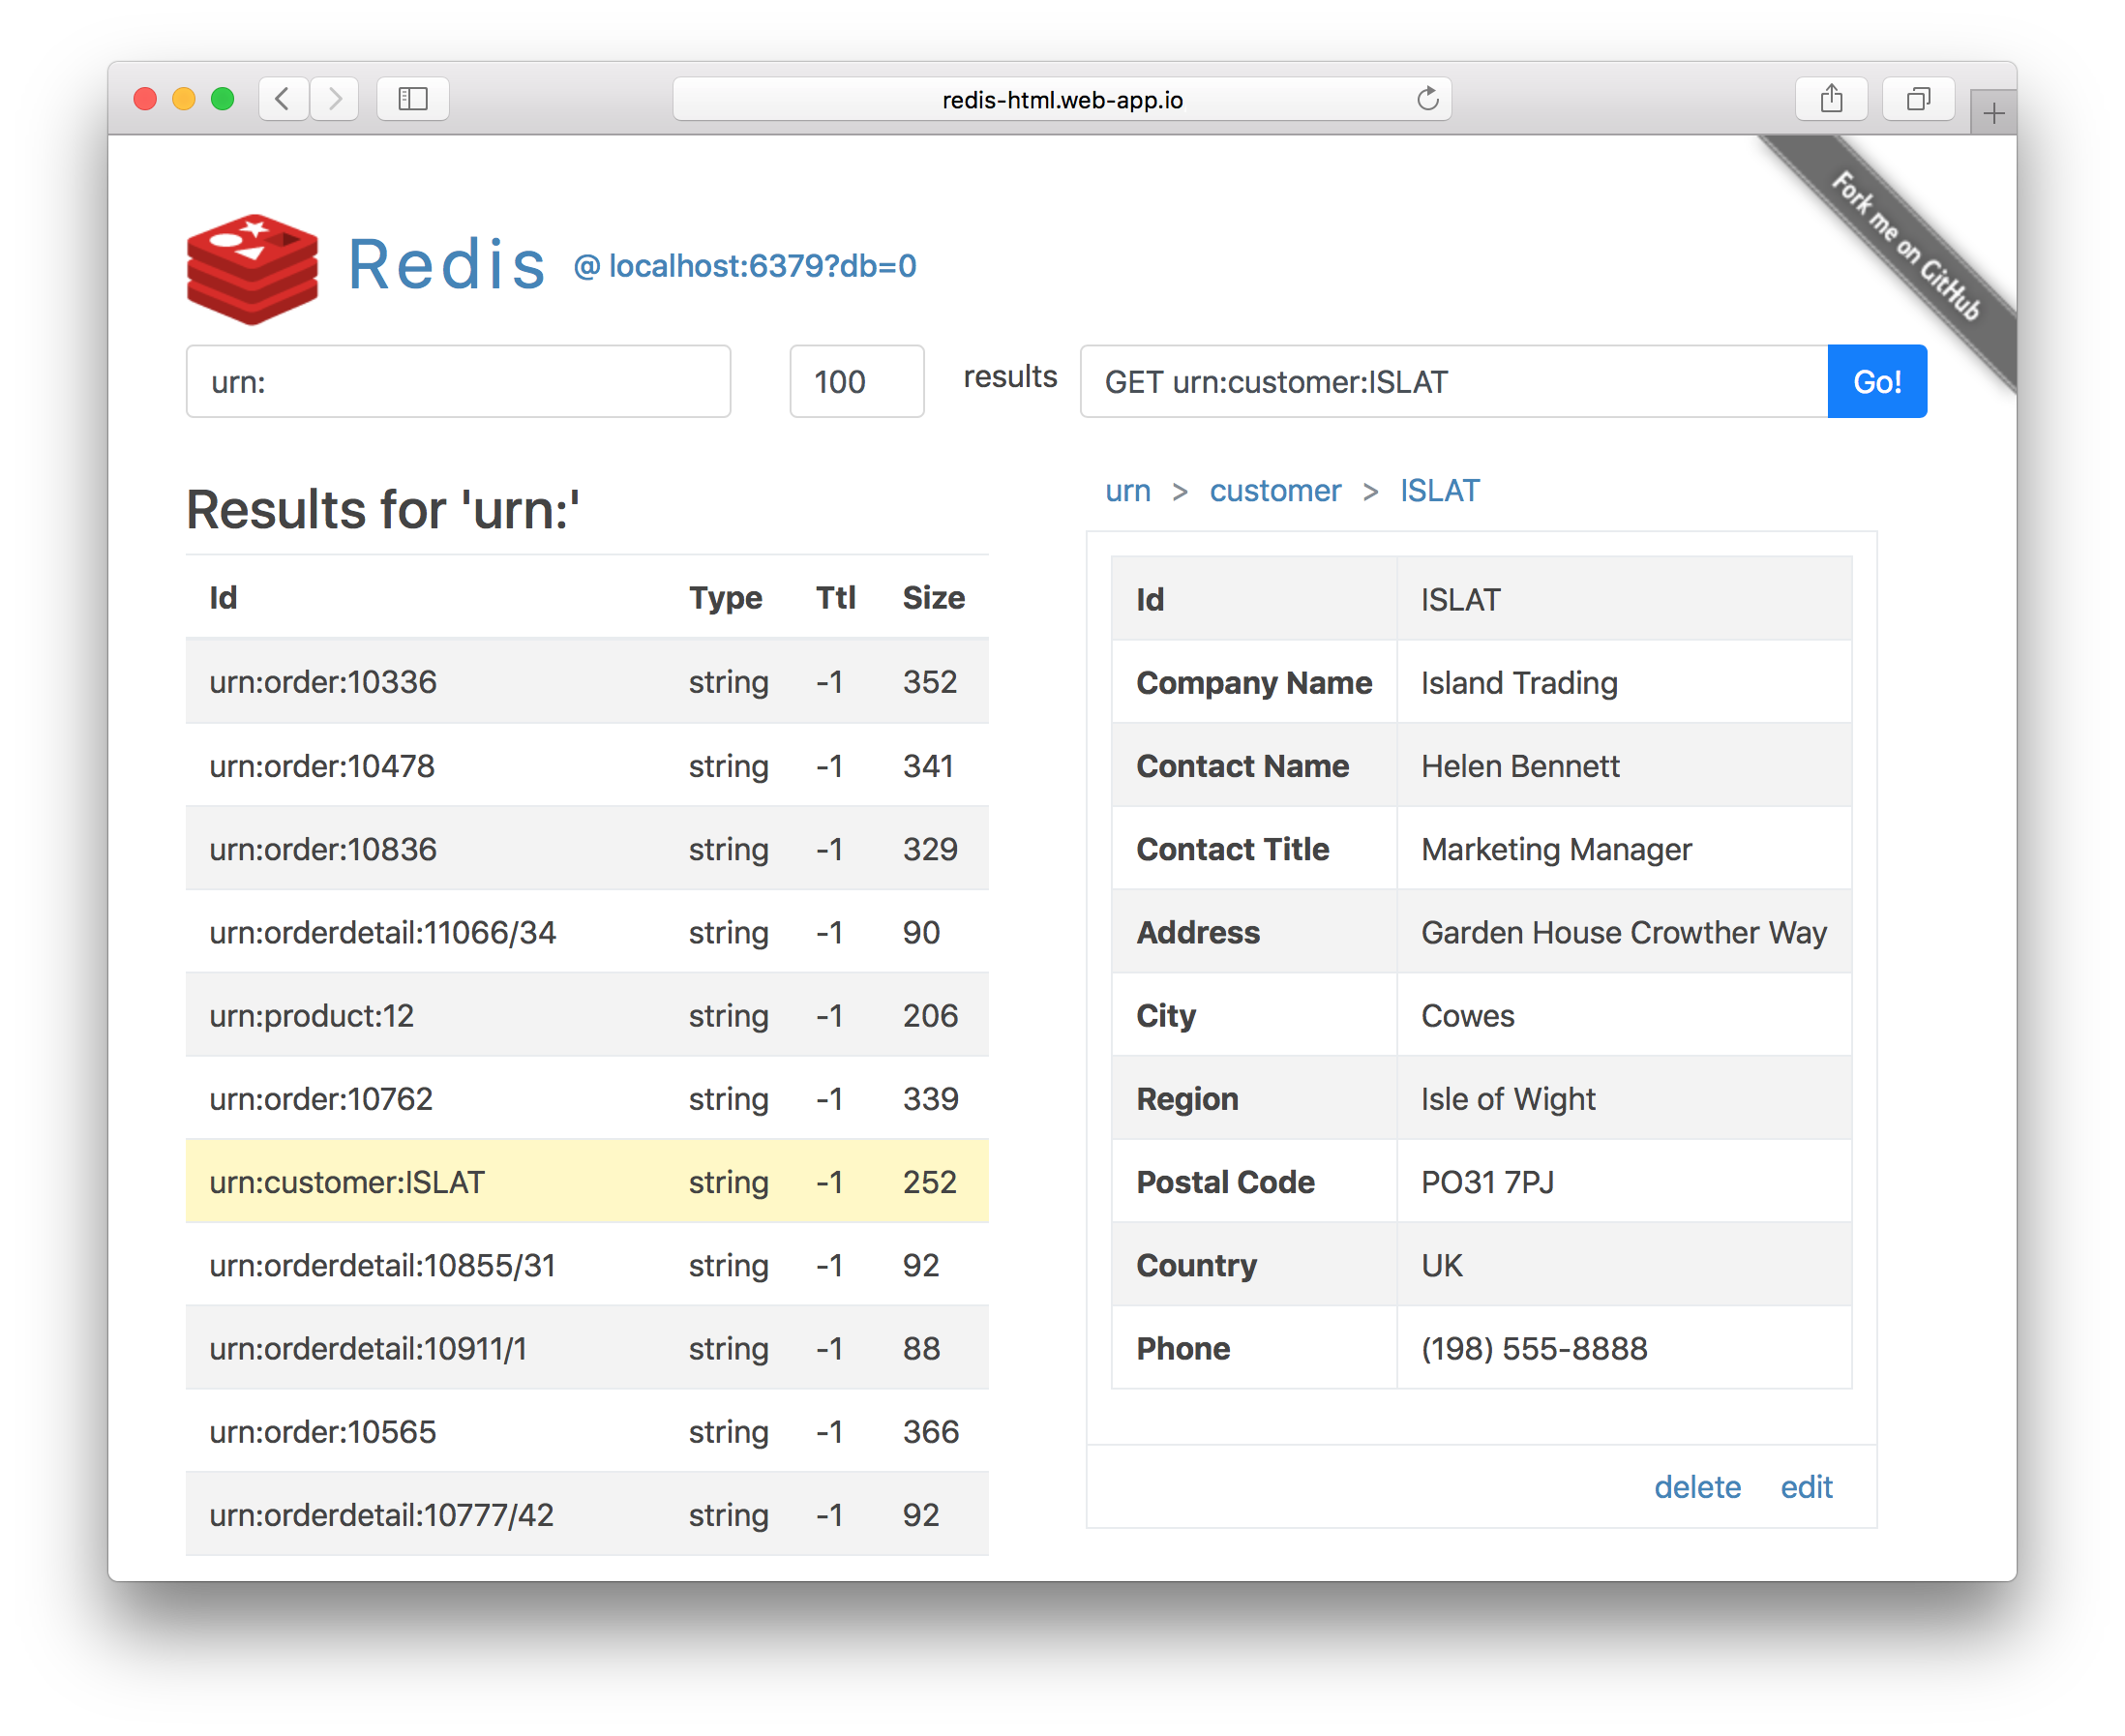 redis-html.web-app.io
Fork me on GitHub
Redis @ localhost:6379?db=0
urn: 100 results GET urn:customer:ISLAT Go!
Results for 'urn:'
Id Type Ttl Size
urn:order:10336 string -1 352
urn:order:10478 string -1 341
urn:order:10836 string -1 329
urn:orderdetail:11066/34 string -1 90
urn:product:12 string -1 206
urn:order:10762 string -1 339
urn:customer:ISLAT string -1 252
urn:orderdetail:10855/31 string -1 92
urn:orderdetail:10911/1 string -1 88
urn:order:10565 string -1 366
urn:orderdetail:10777/42 string -1 92
urn > customer > ISLAT
Id ISLAT
Company Name Island Trading
Contact Name Helen Bennett
Contact Title Marketing Manager
Address Garden House Crowther Way
City Cowes
Region Isle of Wight
Postal Code PO31 7PJ
Country UK
Phone (198) 555-8888
delete edit